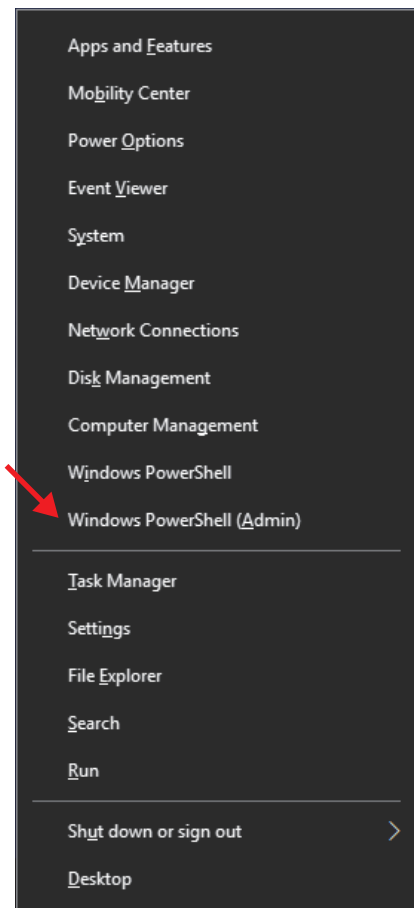 Apps and Features
Mobility Center
Power Options
Event Viewer
System
Device Manager
Network Connections
Disk Management
Computer Management
Windows PowerShell
Windows PowerShell (Admin)
Task Manager
Settings
File Explorer
Search
Run
Shut down or sign out
Desktop